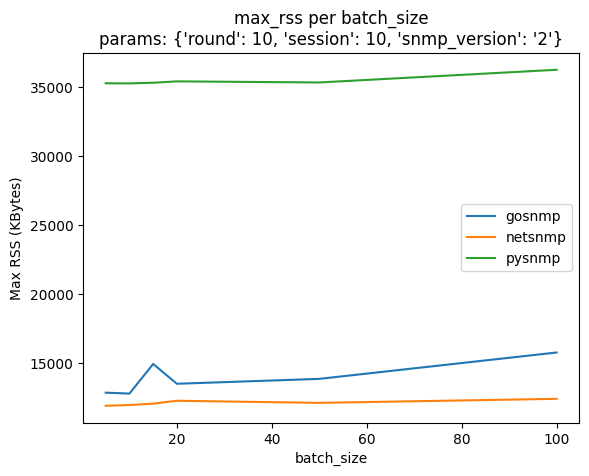 max_rss per batch_size
params: {'round': 10, 'session': 10, 'snmp_version': '2'}
Max RSS (KBytes)
35000
30000
25000
20000
15000
gosnmp
netsnmp
pysnmp
20 40 60 80 100
batch_size